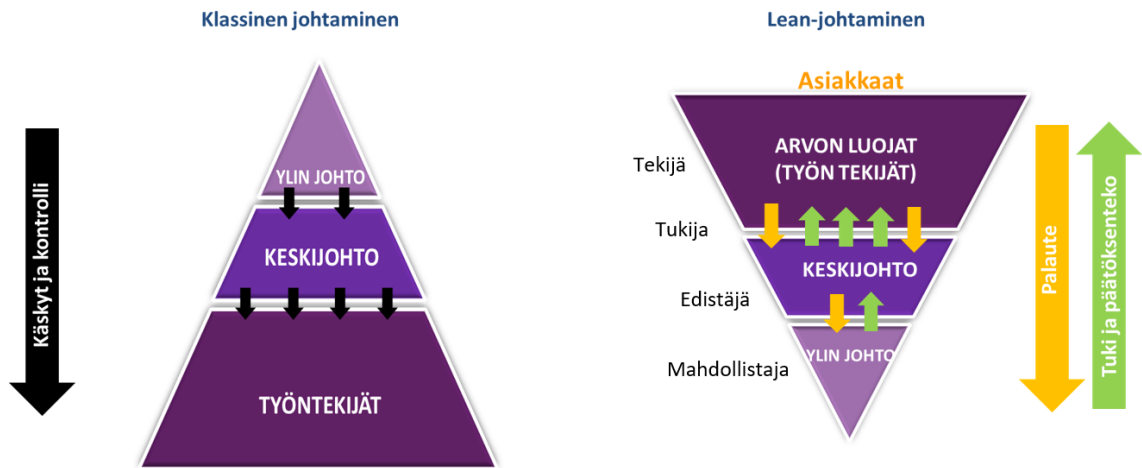 Klassinen johtaminen
YLIN JOHTO
KESKIJOHTO
TYÖNTEKIJÄT
Käskyt ja kontrolli
Lean-johtaminen
Asiakkaat
ARVON LUOJAT
(TYÖN TEKIJÄT)
Tekijä
Tukija
KESKIJOHTO
Edistäjä
YLIN JOHTO
Mahdollistaja
Palaute
Tuki ja päätöksenteko